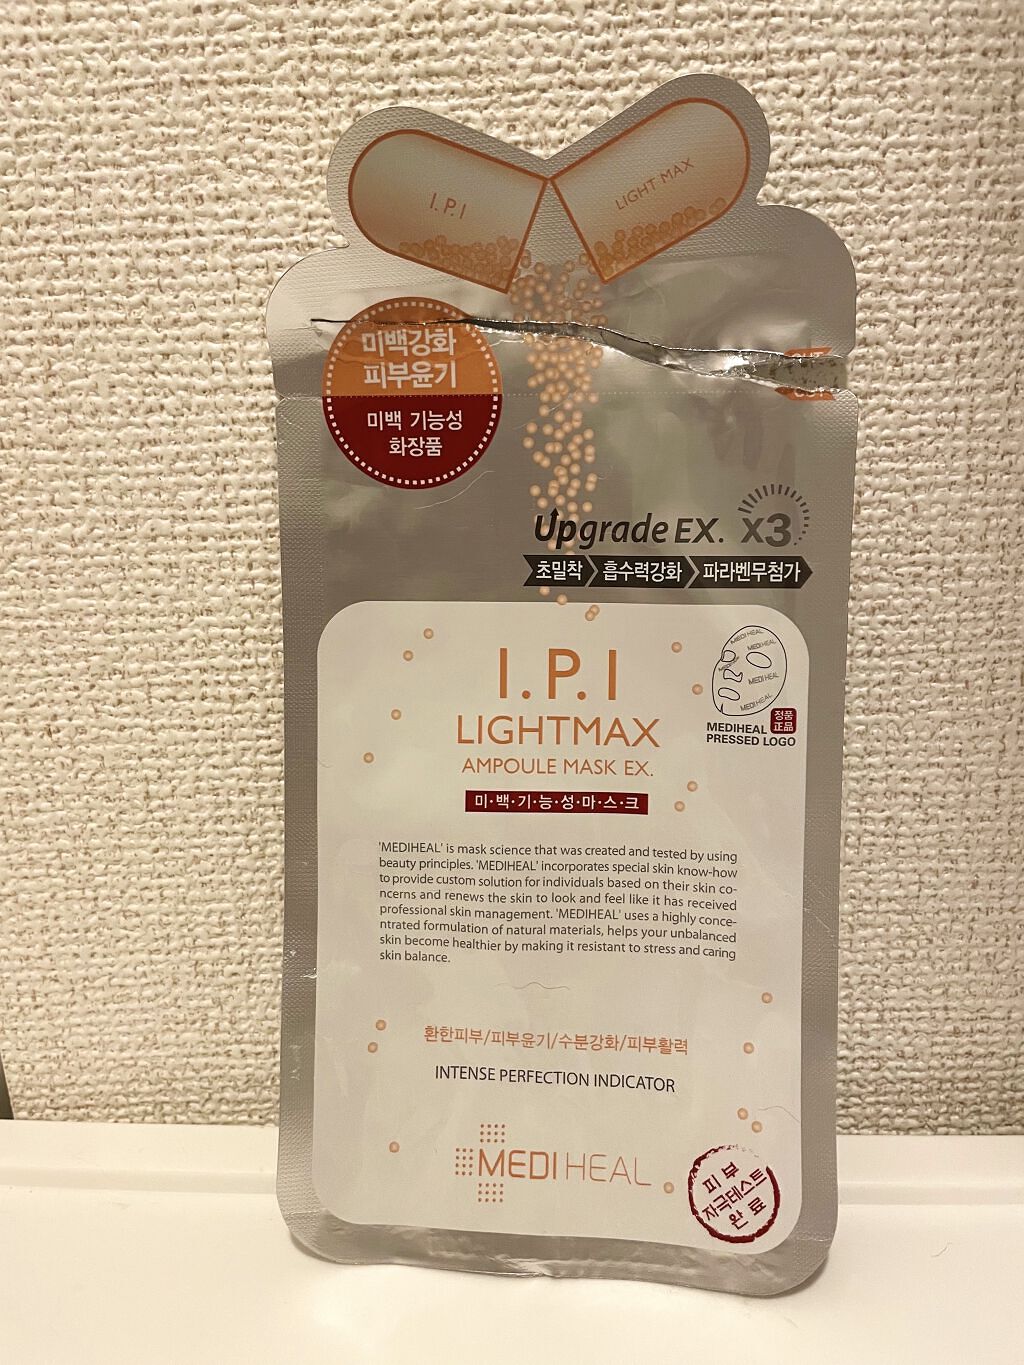 I.P.I
LIGHT MAX
미백강화
피부윤기
미백 기능성
화장품
CUT
Upgrade EX. X3
초밀착 흡수력강화 파라벤무첨가
I.P.I
LIGHTMAX
AMPOULE MASK EX.
미·백·기·능·성·마·스·크
MEDIHEAL
MEDIHEAL
MEDIHEAL
MEDIHEAL
MEDIHEAL 정품
正品
PRESSED LOGO
'MEDIHEAL' is mask science that was created and tested by using
beauty principles. 'MEDIHEAL' incorporates special skin know-how
to provide custom solution for individuals based on their skin co-
ncerns and renews the skin to look and feel like it has received
professional skin management. 'MEDIHEAL' uses a highly conce-
ntrated formulation of natural materials, helps your unbalanced
skin become healthier by making it resistant to stress and caring
skin balance.
환한피부/피부윤기/수분강화/피부활력
INTENSE PERFECTION INDICATOR
MEDIHEAL
피부
자극테스트
완료